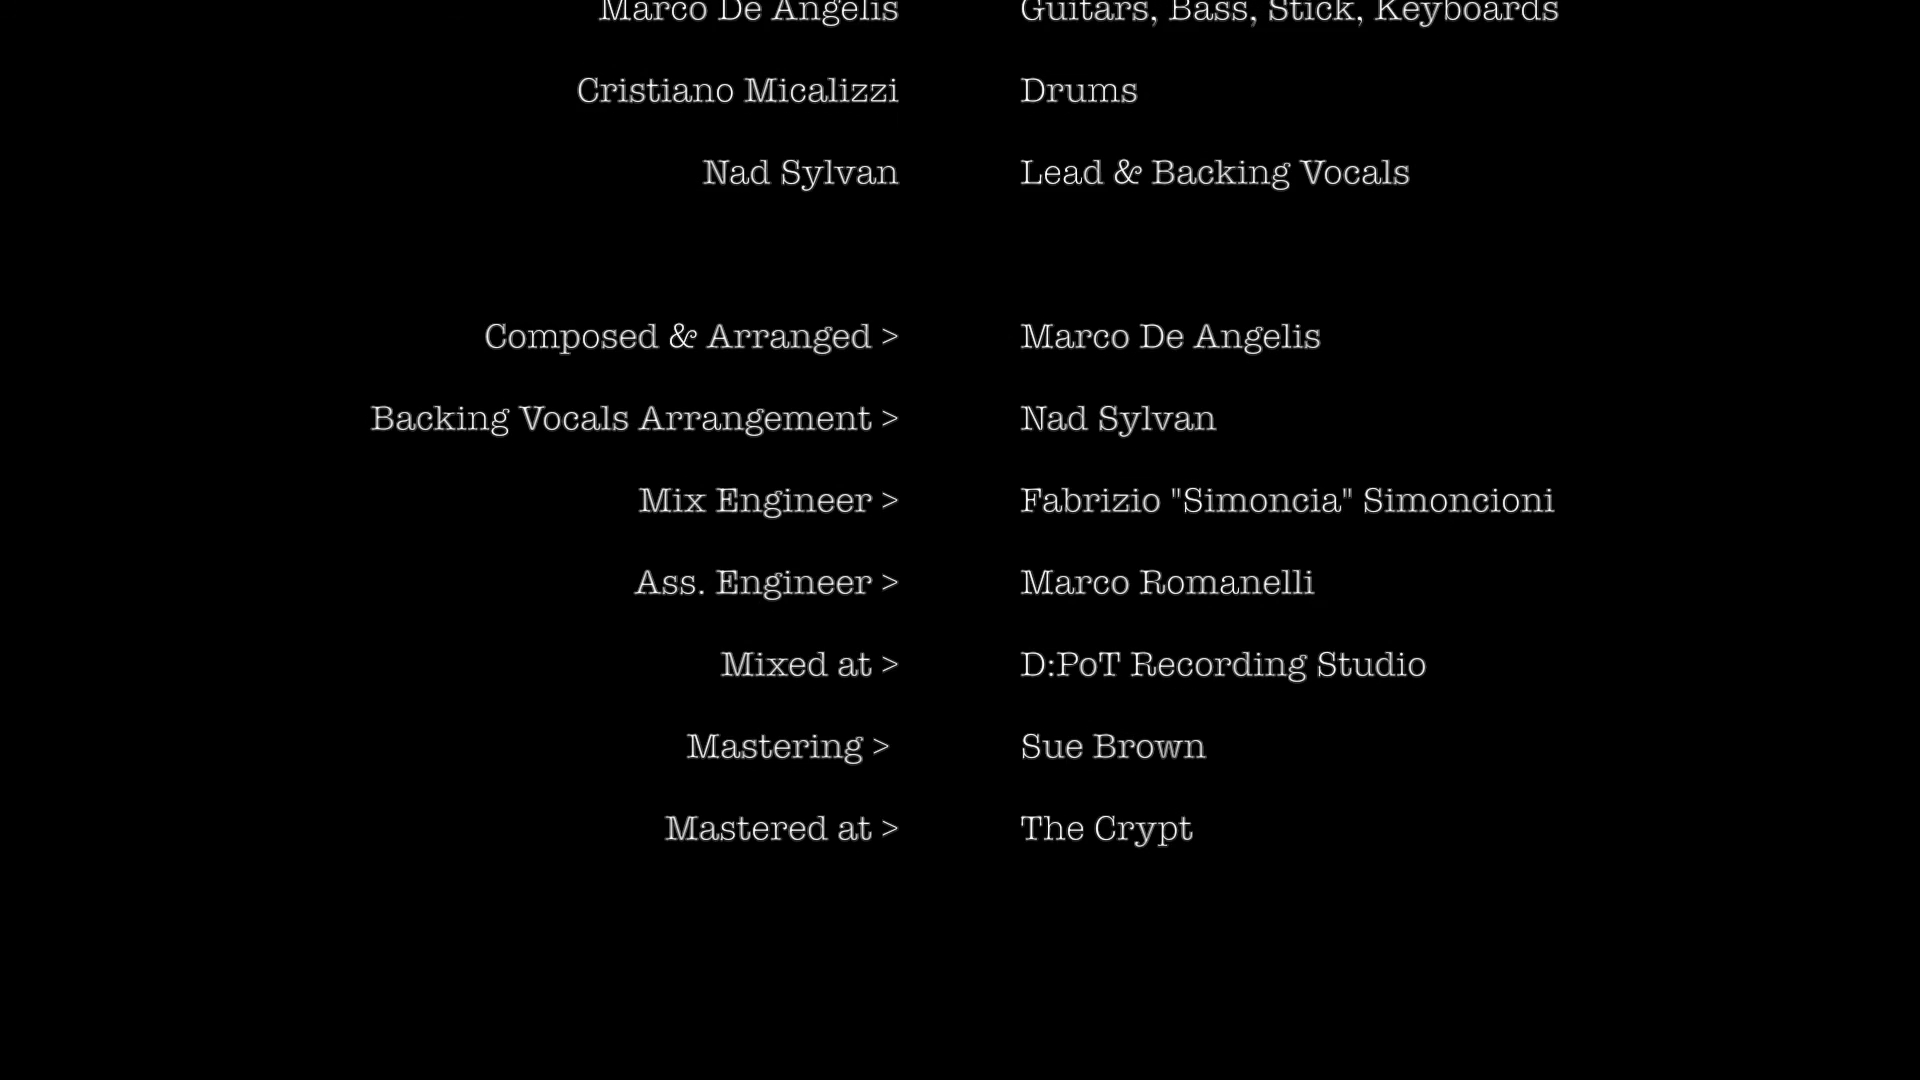 Marco De Angelis Guitars, Bass, Stick, Keyboards
Cristiano Micalizzi Drums
Nad Sylvan Lead & Backing Vocals
Composed & Arranged > Marco De Angelis
Backing Vocals Arrangement > Nad Sylvan
Mix Engineer > Fabrizio "Simoncia" Simoncioni
Ass. Engineer > Marco Romanelli
Mixed at > D:PoT Recording Studio
Mastering > Sue Brown
Mastered at > The Crypt